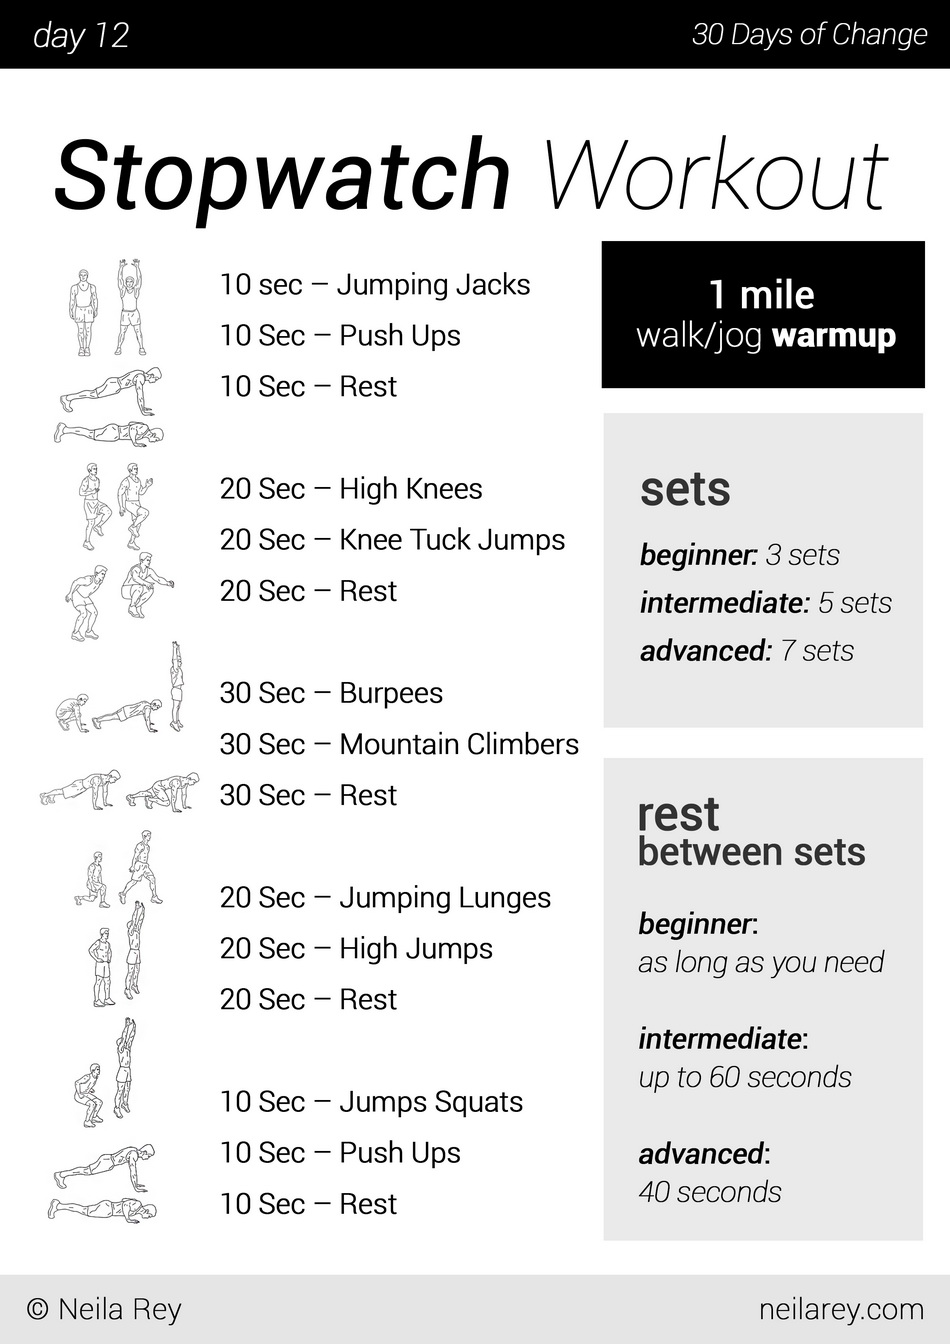 day 12
30 Days of Change
Stopwatch Workout
10 sec – Jumping Jacks
10 Sec – Push Ups
10 Sec – Rest
20 Sec – High Knees
20 Sec – Knee Tuck Jumps
20 Sec – Rest
30 Sec – Burpees
30 Sec – Mountain Climbers
30 Sec – Rest
20 Sec – Jumping Lunges
20 Sec – High Jumps
20 Sec – Rest
10 Sec – Jumps Squats
10 Sec – Push Ups
10 Sec – Rest
1 mile
walk/jog warmup
sets
beginner: 3 sets
intermediate: 5 sets
advanced: 7 sets
rest
between sets
beginner:
as long as you need
intermediate:
up to 60 seconds
advanced:
40 seconds
© Neila Rey
neilarey.com